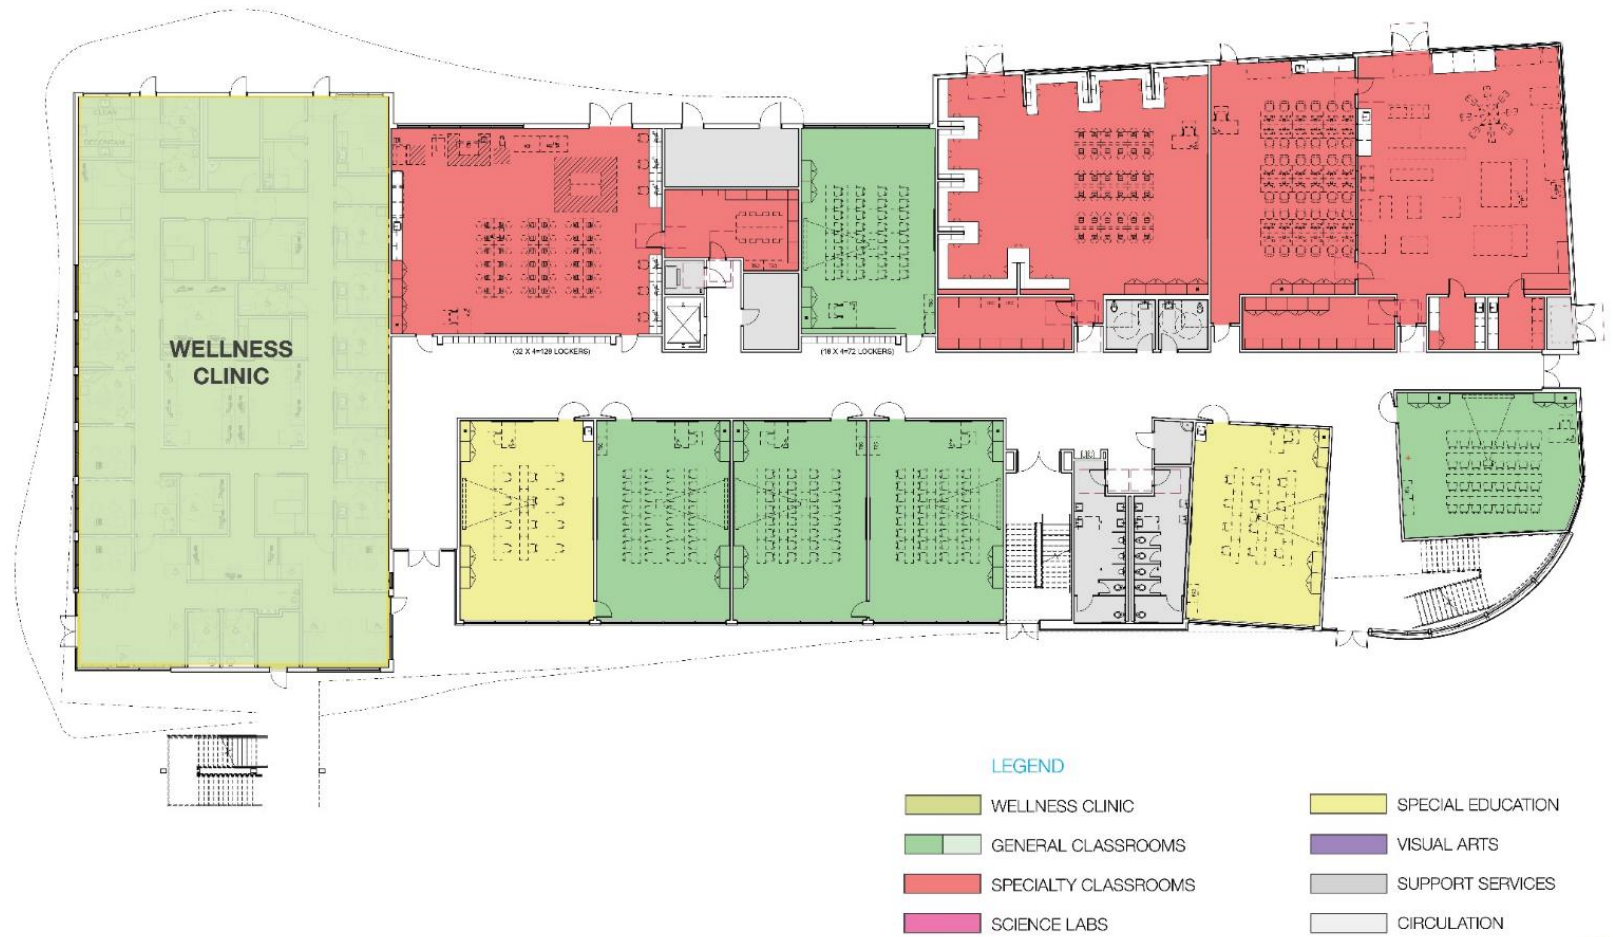 WELLNESS
CLINIC
(32 X 4=128 LOCKERS)
(18 X 4=72 LOCKERS)
LEGEND
WELLNESS CLINIC
GENERAL CLASSROOMS
SPECIALTY CLASSROOMS
SCIENCE LABS
SPECIAL EDUCATION
VISUAL ARTS
SUPPORT SERVICES
CIRCULATION